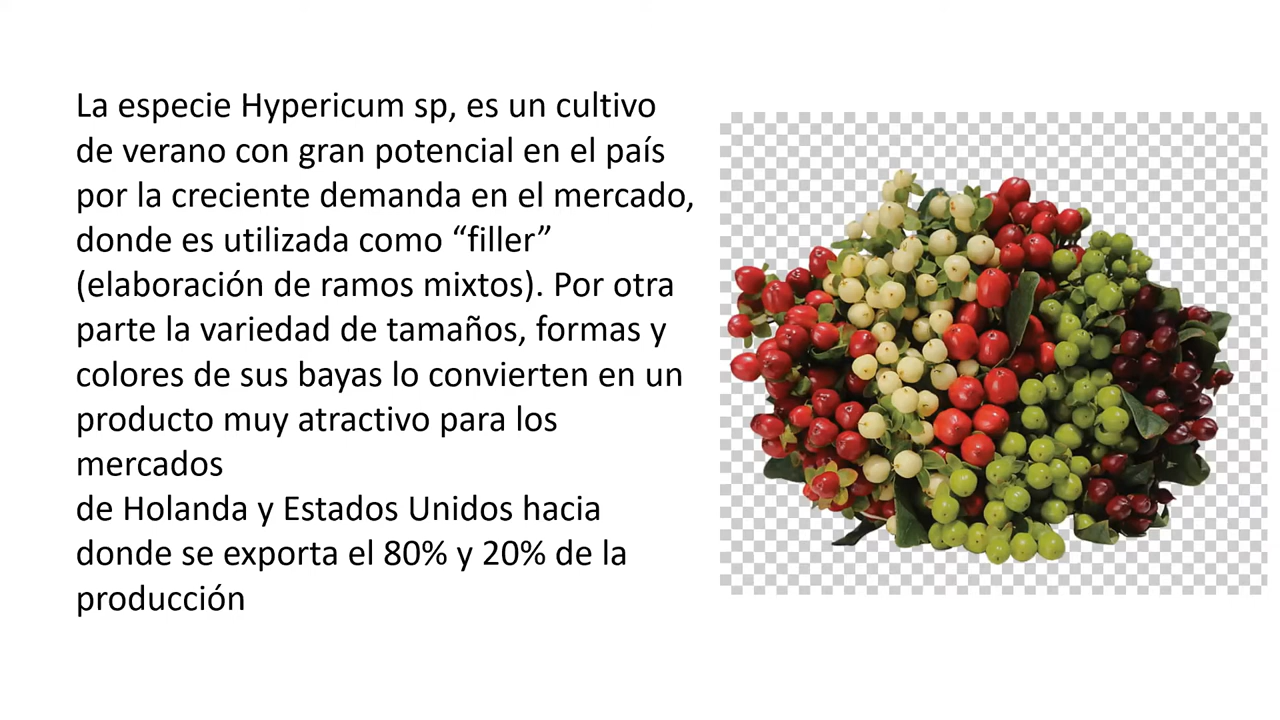 La especie Hypericum sp, es un cultivo
de verano con gran potencial en el país
por la creciente demanda en el mercado,
donde es utilizada como “filler”
(elaboración de ramos mixtos). Por otra
parte la variedad de tamaños, formas y
colores de sus bayas lo convierten en un
producto muy atractivo para los
mercados
de Holanda y Estados Unidos hacia
donde se exporta el 80% y 20% de la
producción